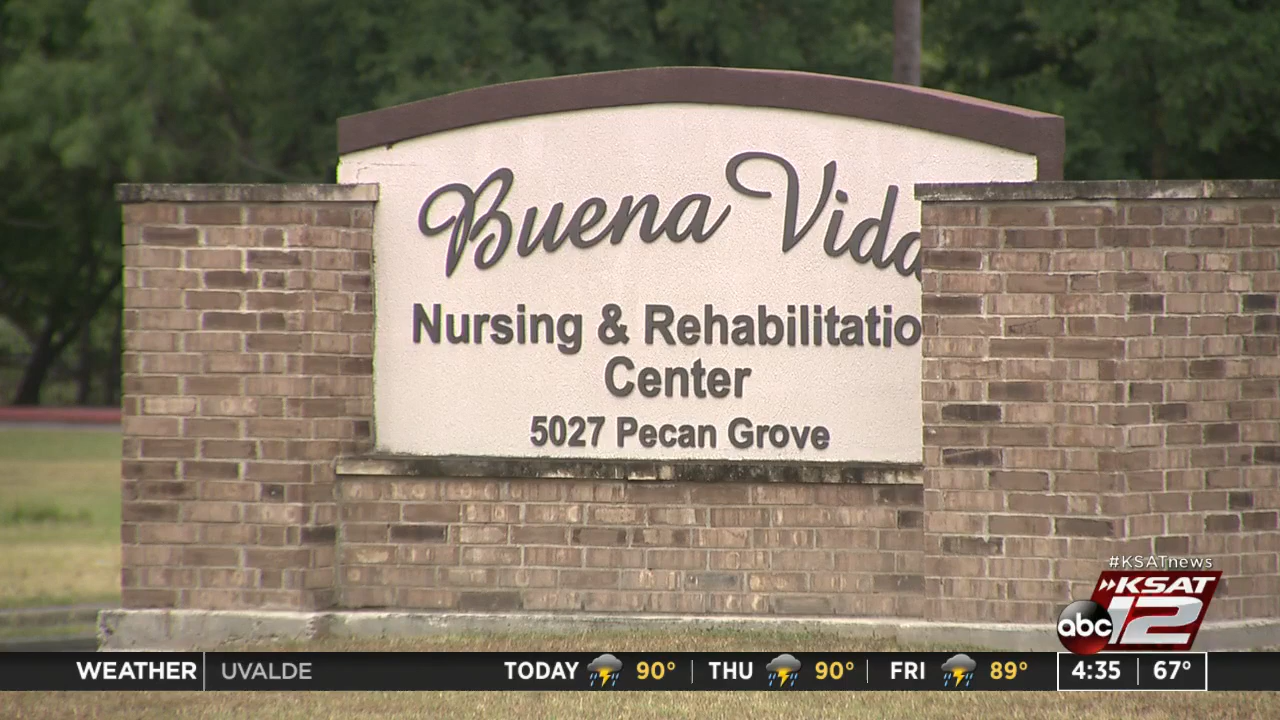 Buena Vida
Nursing & Rehabilitatio
Center
5027 Pecan Grove
#KSATnews
KSAT
abc 12
WEATHER UVALDE TODAY 90° THU 90° FRI 89° 4:35 67°